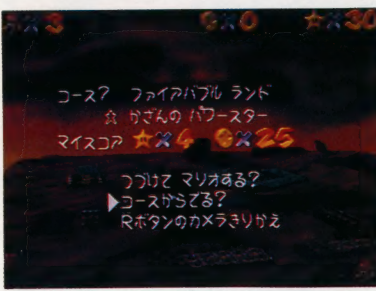 ×3 ×0 ×30
コース? ファイアバブル ランド
☆ かざんの パワースター
マイスコア ★×4 ×25
つづけて マリオする?
▶コースからでる?
Rボタンのカメラきりかえ